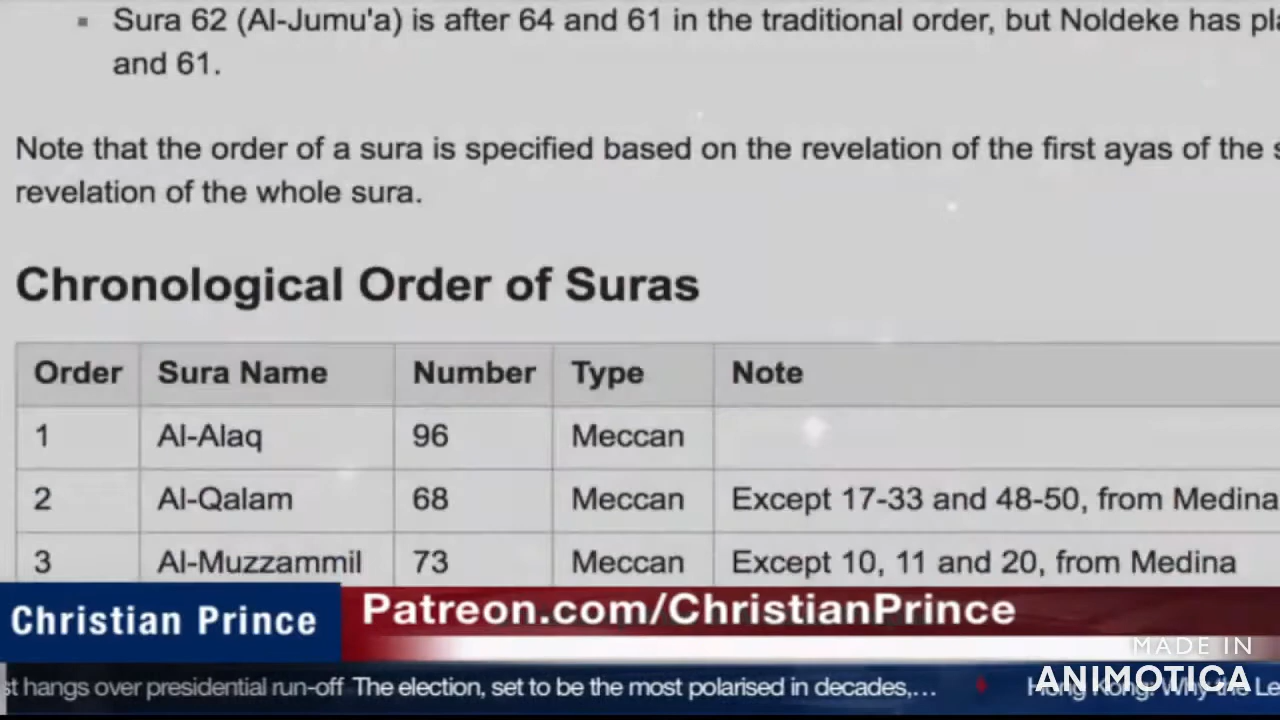 ▪ Sura 62 (Al-Jumu'a) is after 64 and 61 in the traditional order, but Noldeke has
and 61.
Note that the order of a sura is specified based on the revelation of the first ayas of the
revelation of the whole sura.
Chronological Order of Suras
Order Sura Name Number Type Note
1 Al-Alaq 96 Meccan
2 Al-Qalam 68 Meccan Except 17-33 and 48-50, from Medina
3 Al-Muzzammil 73 Meccan Except 10, 11 and 20, from Medina
Christian Prince Patreon.com/ChristianPrince
MADE IN
ANIMOTICA
hangs over presidential run-off The election, set to be the most polarised in decades,... Hong Kong: Why the